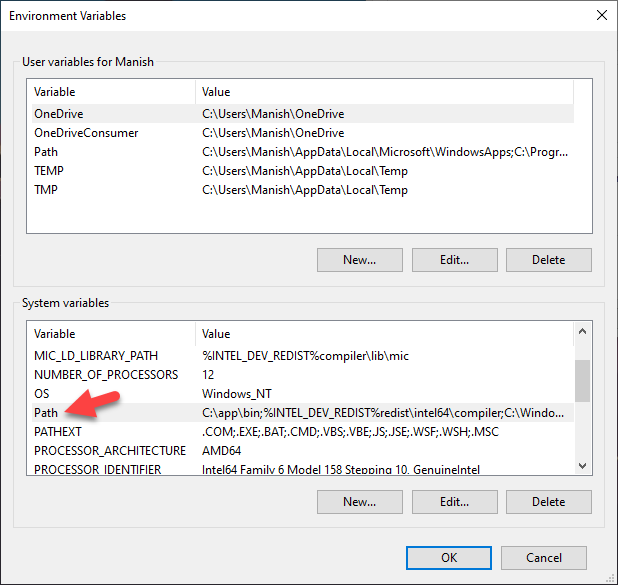 Environment Variables
User variables for Manish
Variable Value
OneDrive C:\Users\Manish\OneDrive
OneDriveConsumer C:\Users\Manish\OneDrive
Path C:\Users\Manish\AppData\Local\Microsoft\WindowsApps;C:\Progr...
TEMP C:\Users\Manish\AppData\Local\Temp
TMP C:\Users\Manish\AppData\Local\Temp
New... Edit... Delete
System variables
Variable Value
MIC_LD_LIBRARY_PATH %INTEL_DEV_REDIST%compiler\lib\mic
NUMBER_OF_PROCESSORS 12
OS Windows_NT
Path C:\app\bin;%INTEL_DEV_REDIST%redist\intel64\compiler;C:\Windo...
PATHEXT .COM;.EXE;.BAT;.CMD;.VBS;.VBE;.JS;.JSE;.WSF;.WSH;.MSC
PROCESSOR_ARCHITECTURE AMD64
PROCESSOR_IDENTIFIER Intel64 Family 6 Model 158 Stepping 10, GenuineIntel
New... Edit... Delete
OK Cancel